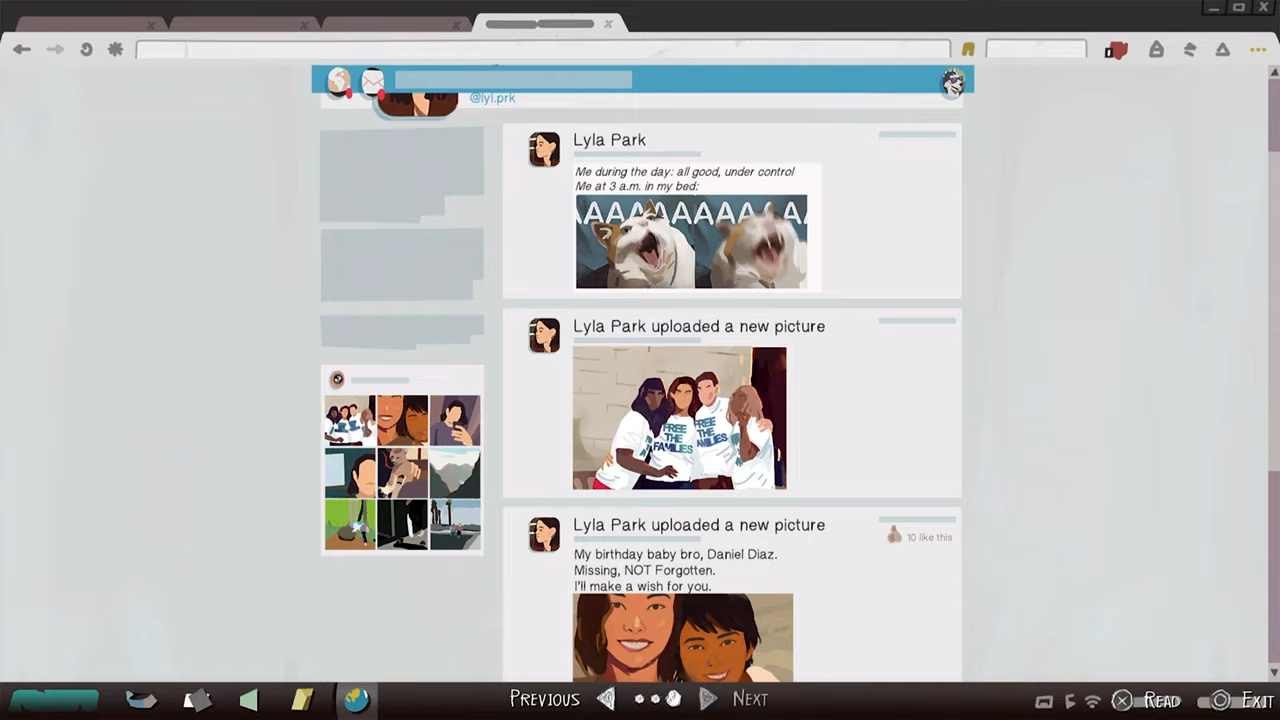 @lyl.prk
Lyla Park
Me during the day: all good, under control
Me at 3 a.m. in my bed:
AAAAAAAAAAA
Lyla Park uploaded a new picture
FREE
THE
FAMILIES
FREE
THE
FAMILIES
Lyla Park uploaded a new picture
10 like this
My birthday baby bro, Daniel Diaz.
Missing, NOT Forgotten.
I'll make a wish for you.
PREVIOUS
NEXT
READ
EXIT